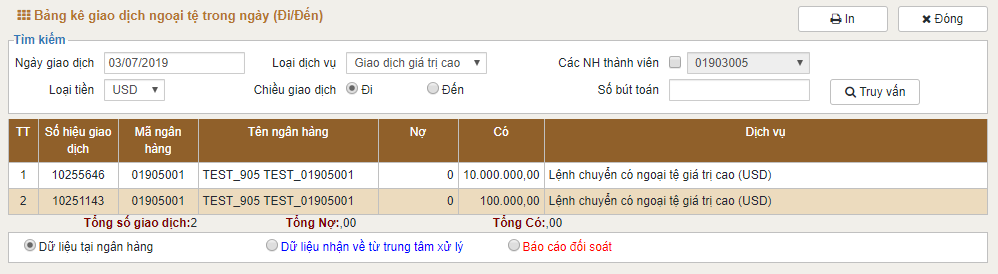 Bảng kê giao dịch ngoại tệ trong ngày (Đi/Đến)
In
Đóng
Tìm kiếm
Ngày giao dịch 03/07/2019 Loại dịch vụ Giao dịch giá trị cao Các NH thành viên 01903005
Loại tiền USD Chiều giao dịch Đi Đến Số bút toán Truy vấn
TT Số hiệu giao dịch Mã ngân hàng Tên ngân hàng Nợ Có Dịch vụ
1 10255646 01905001 TEST_905 TEST_01905001 0 10.000.000,00 Lệnh chuyển có ngoại tệ giá trị cao (USD)
2 10251143 01905001 TEST_905 TEST_01905001 0 100.000,00 Lệnh chuyển có ngoại tệ giá trị cao (USD)
Tổng số giao dịch:2 Tổng Nợ:,00 Tổng Có:,00
Dữ liệu tại ngân hàng Dữ liệu nhận về từ trung tâm xử lý Báo cáo đối soát